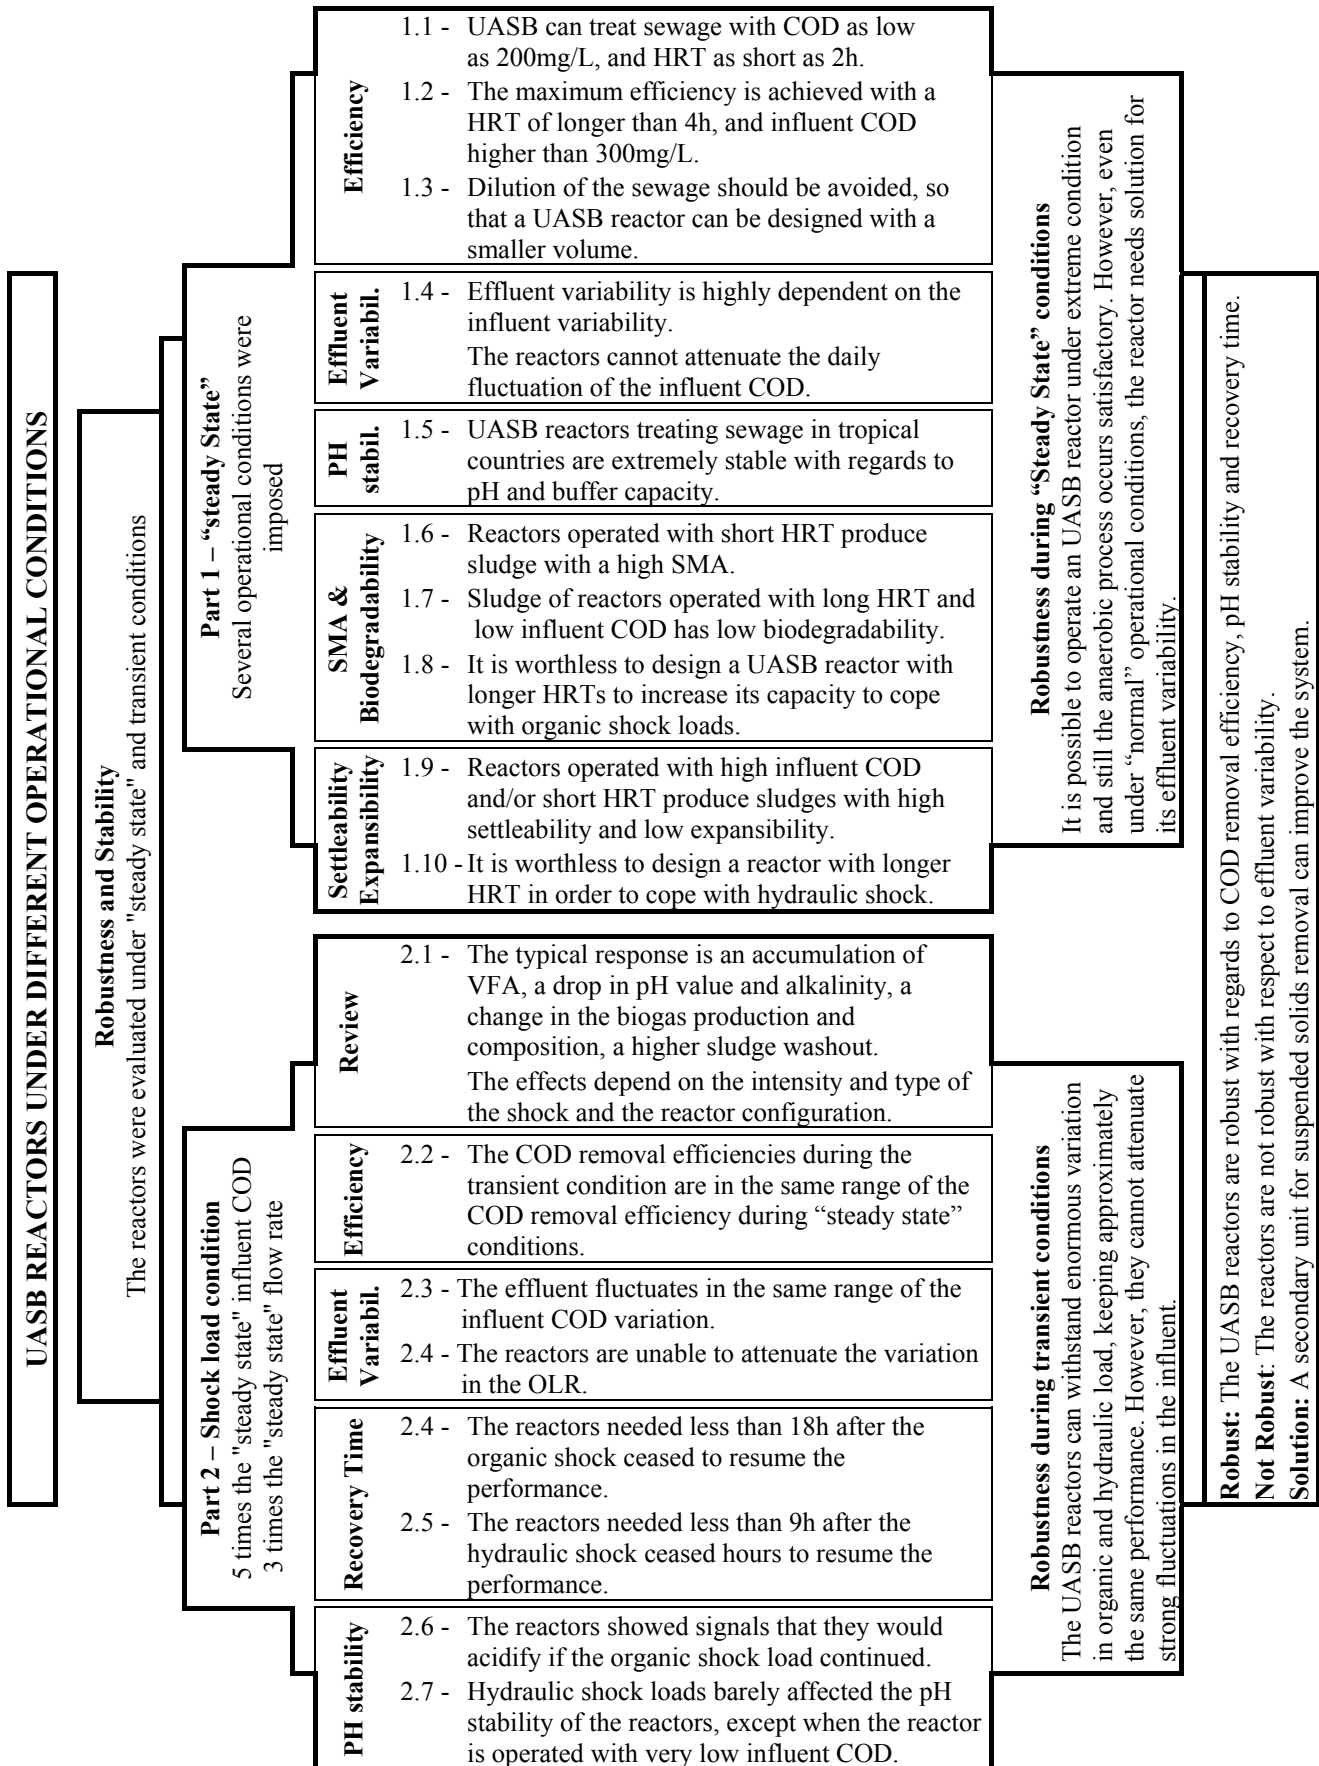 UASB REACTORS UNDER DIFFERENT OPERATIONAL CONDITIONS
Robustness and Stability
The reactors were evaluated under "steady state" and transient conditions
Part 1 – “steady State”
Several operational conditions were
imposed
Efficiency
1.1 - UASB can treat sewage with COD as low
as 200mg/L, and HRT as short as 2h.
1.2 - The maximum efficiency is achieved with a
HRT of longer than 4h, and influent COD
higher than 300mg/L.
1.3 - Dilution of the sewage should be avoided, so
that a UASB reactor can be designed with a
smaller volume.
Effluent
Variabil.
1.4 - Effluent variability is highly dependent on the
influent variability.
The reactors cannot attenuate the daily
fluctuation of the influent COD.
PH
stabil.
1.5 - UASB reactors treating sewage in tropical
countries are extremely stable with regards to
pH and buffer capacity.
SMA &
Biodegradability
1.6 - Reactors operated with short HRT produce
sludge with a high SMA.
1.7 - Sludge of reactors operated with long HRT and
low influent COD has low biodegradability.
1.8 - It is worthless to design a UASB reactor with
longer HRTs to increase its capacity to cope
with organic shock loads.
Settleability
Expansibility
1.9 - Reactors operated with high influent COD
and/or short HRT produce sludges with high
settleability and low expansibility.
1.10 - It is worthless to design a reactor with longer
HRT in order to cope with hydraulic shock.
Robustness during “Steady State” conditions
It is possible to operate an UASB reactor under extreme condition
and still the anaerobic process occurs satisfactory. However, even
under “normal” operational conditions, the reactor needs solution for
its effluent variability.
Part 2 – Shock load condition
5 times the "steady state" influent COD
3 times the "steady state" flow rate
Review
2.1 - The typical response is an accumulation of
VFA, a drop in pH value and alkalinity, a
change in the biogas production and
composition, a higher sludge washout.
The effects depend on the intensity and type of
the shock and the reactor configuration.
Efficiency
2.2 - The COD removal efficiencies during the
transient condition are in the same range of the
COD removal efficiency during “steady state”
conditions.
Effluent
Variabil.
2.3 - The effluent fluctuates in the same range of the
influent COD variation.
2.4 - The reactors are unable to attenuate the variation
in the OLR.
Recovery Time
2.4 - The reactors needed less than 18h after the
organic shock ceased to resume the
performance.
2.5 - The reactors needed less than 9h after the
hydraulic shock ceased hours to resume the
performance.
PH stability
2.6 - The reactors showed signals that they would
acidify if the organic shock load continued.
2.7 - Hydraulic shock loads barely affected the pH
stability of the reactors, except when the reactor
is operated with very low influent COD.
Robustness during transient conditions
The UASB reactors can withstand enormous variation
in organic and hydraulic load, keeping approximately
the same performance. However, they cannot attenuate
strong fluctuations in the influent.
Robust: The UASB reactors are robust with regards to COD removal efficiency, pH stability and recovery time.
Not Robust: The reactors are not robust with respect to effluent variability.
Solution: A secondary unit for suspended solids removal can improve the system.